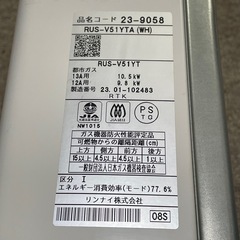 品名コード 23-9058
RUS-V51YTA(WH)
RUS-V51YT
都市ガス
13A用 10.5kW
12A用 9.8kW
製造番号 23.01-102483
RTK
JIA
PS
TG
NW1015
ガス機器防火性能評定品
可燃物からの離隔距離(cm)
上方 側方 前方 後方
15以上 4.5以上 4.5以上 1以上
一般財団法人日本ガス機器検査協会
区分 I
エネルギー消費効率(モード)77.6%
リンナイ株式会社
08S